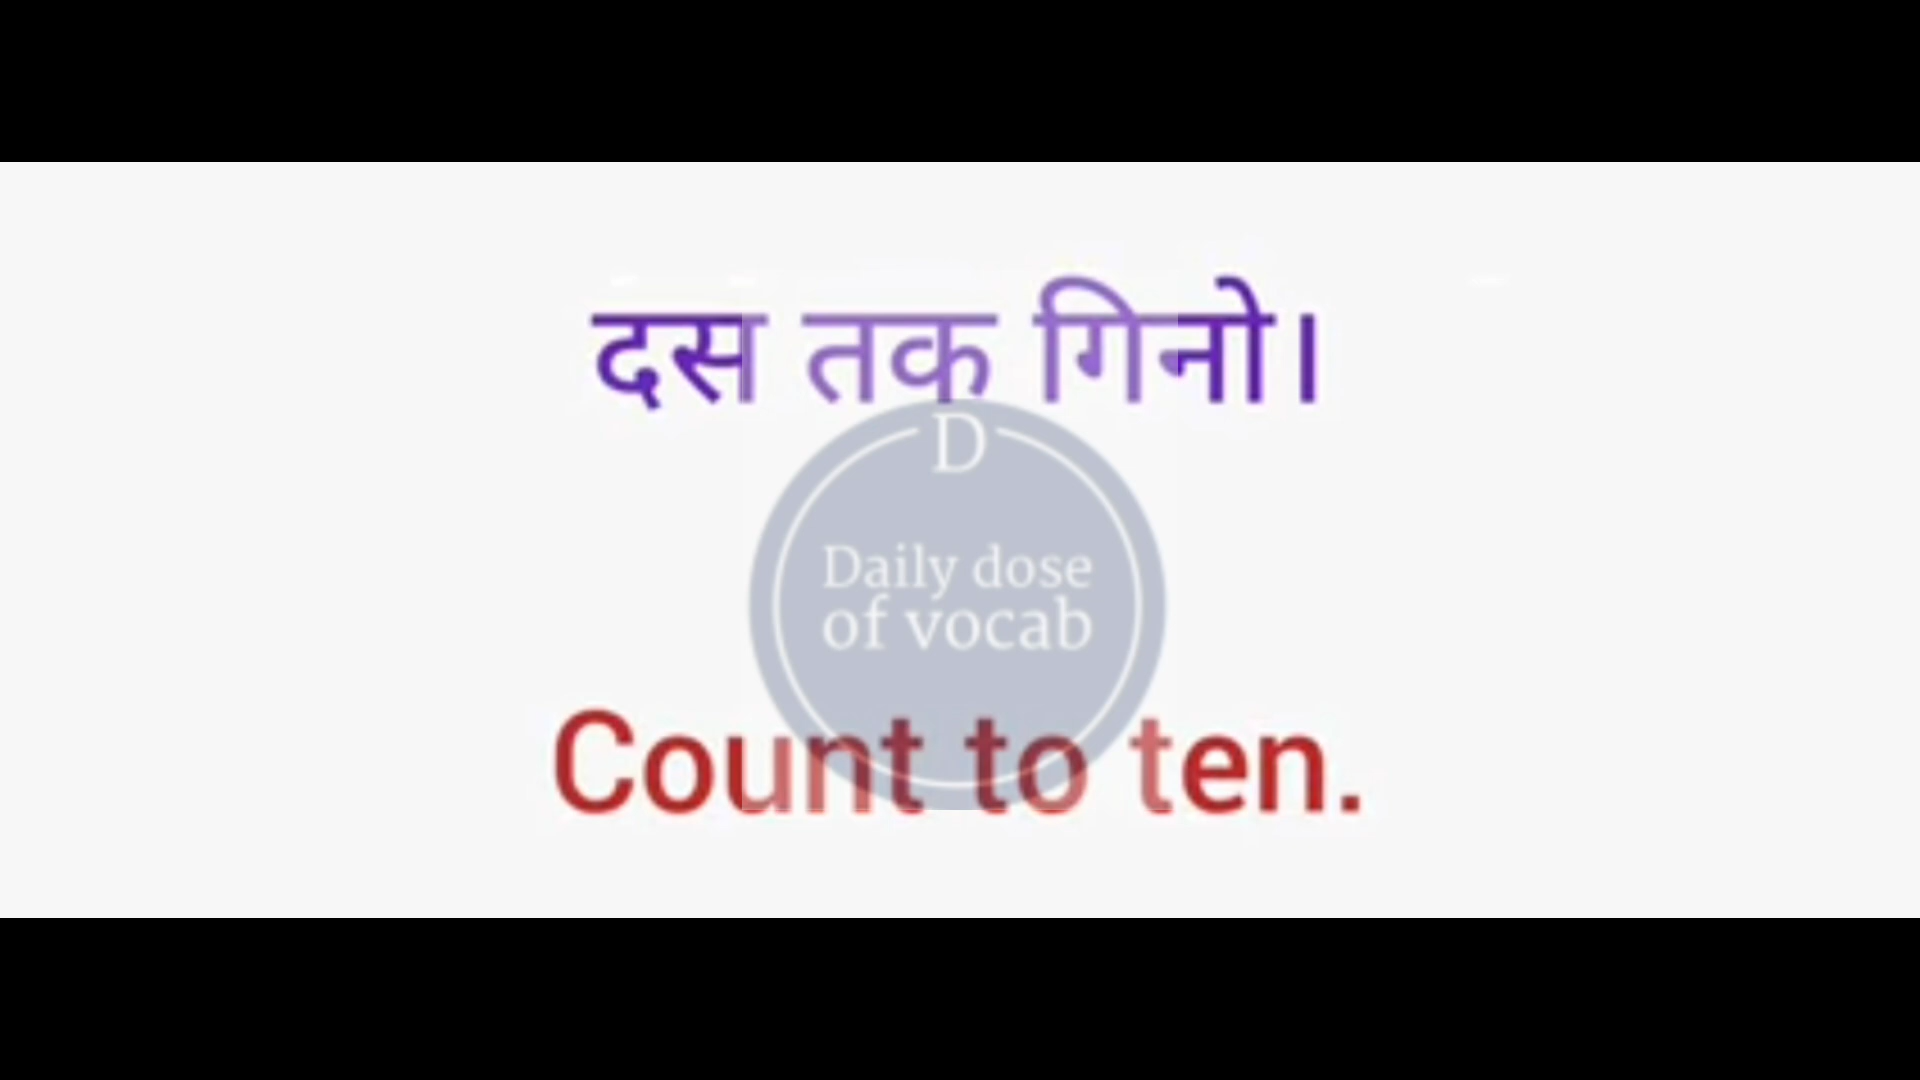 दस तक गिनो।
D
Daily dose
of vocab
Count to ten.